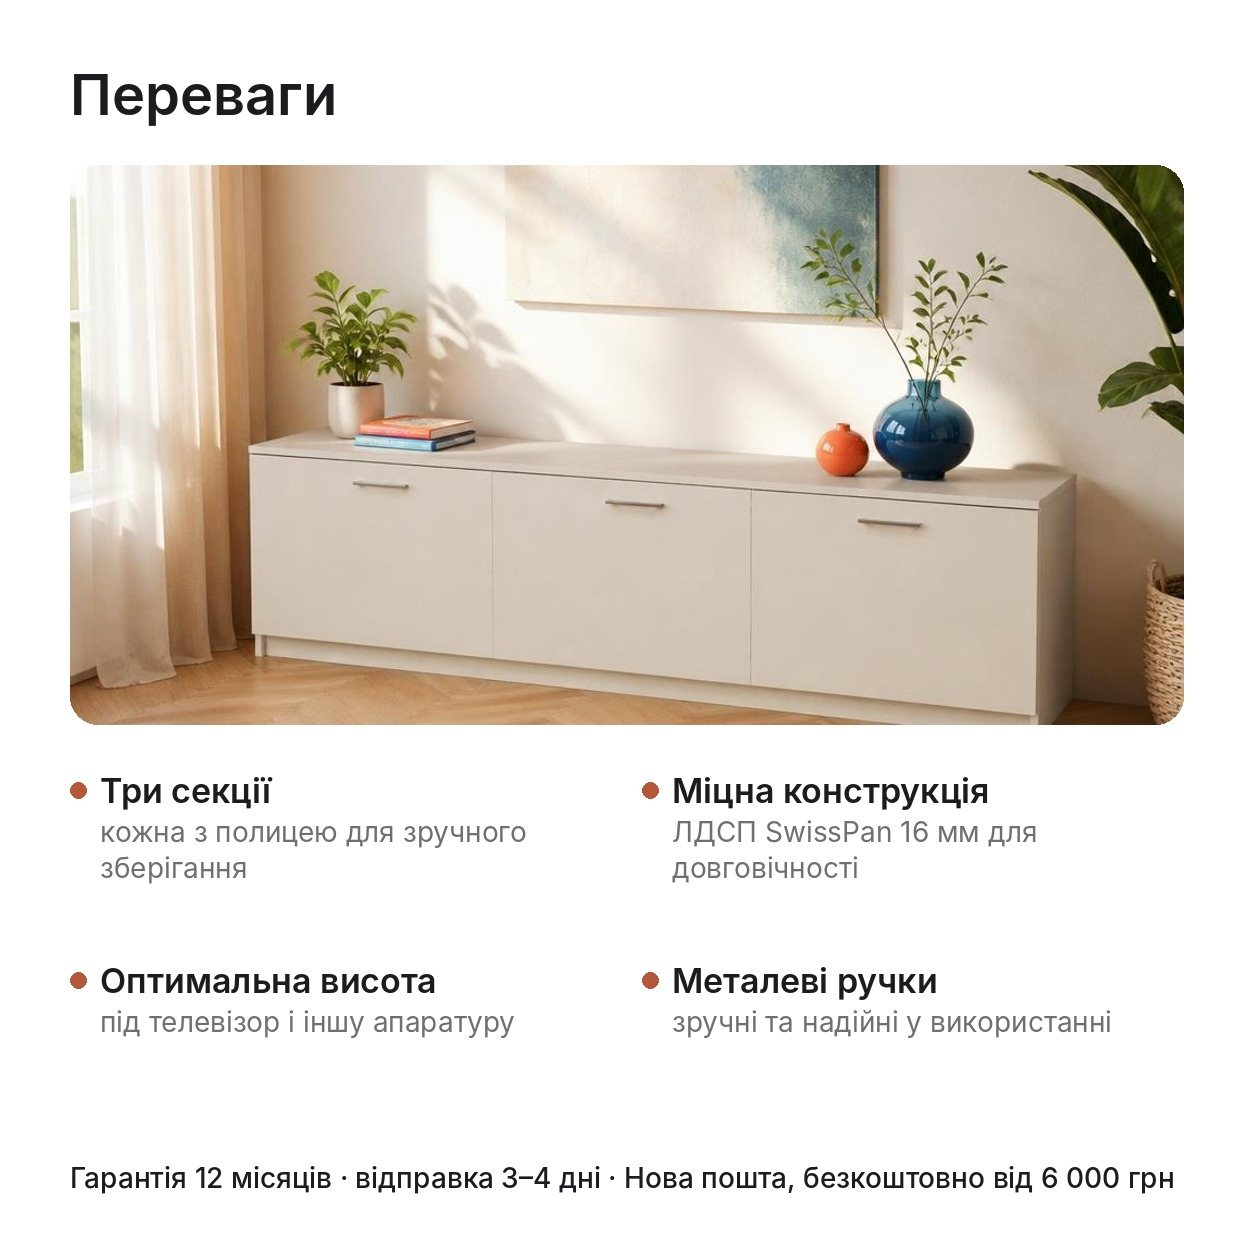 Переваги
Три секції
кожна з полицею для зручного
зберігання
Міцна конструкція
ЛДСП SwissPan 16 мм для
довговічності
Оптимальна висота
під телевізор і іншу апаратуру
Металеві ручки
зручні та надійні у використанні
Гарантія 12 місяців · відправка 3–4 дні · Нова пошта, безкоштовно від 6 000 грн